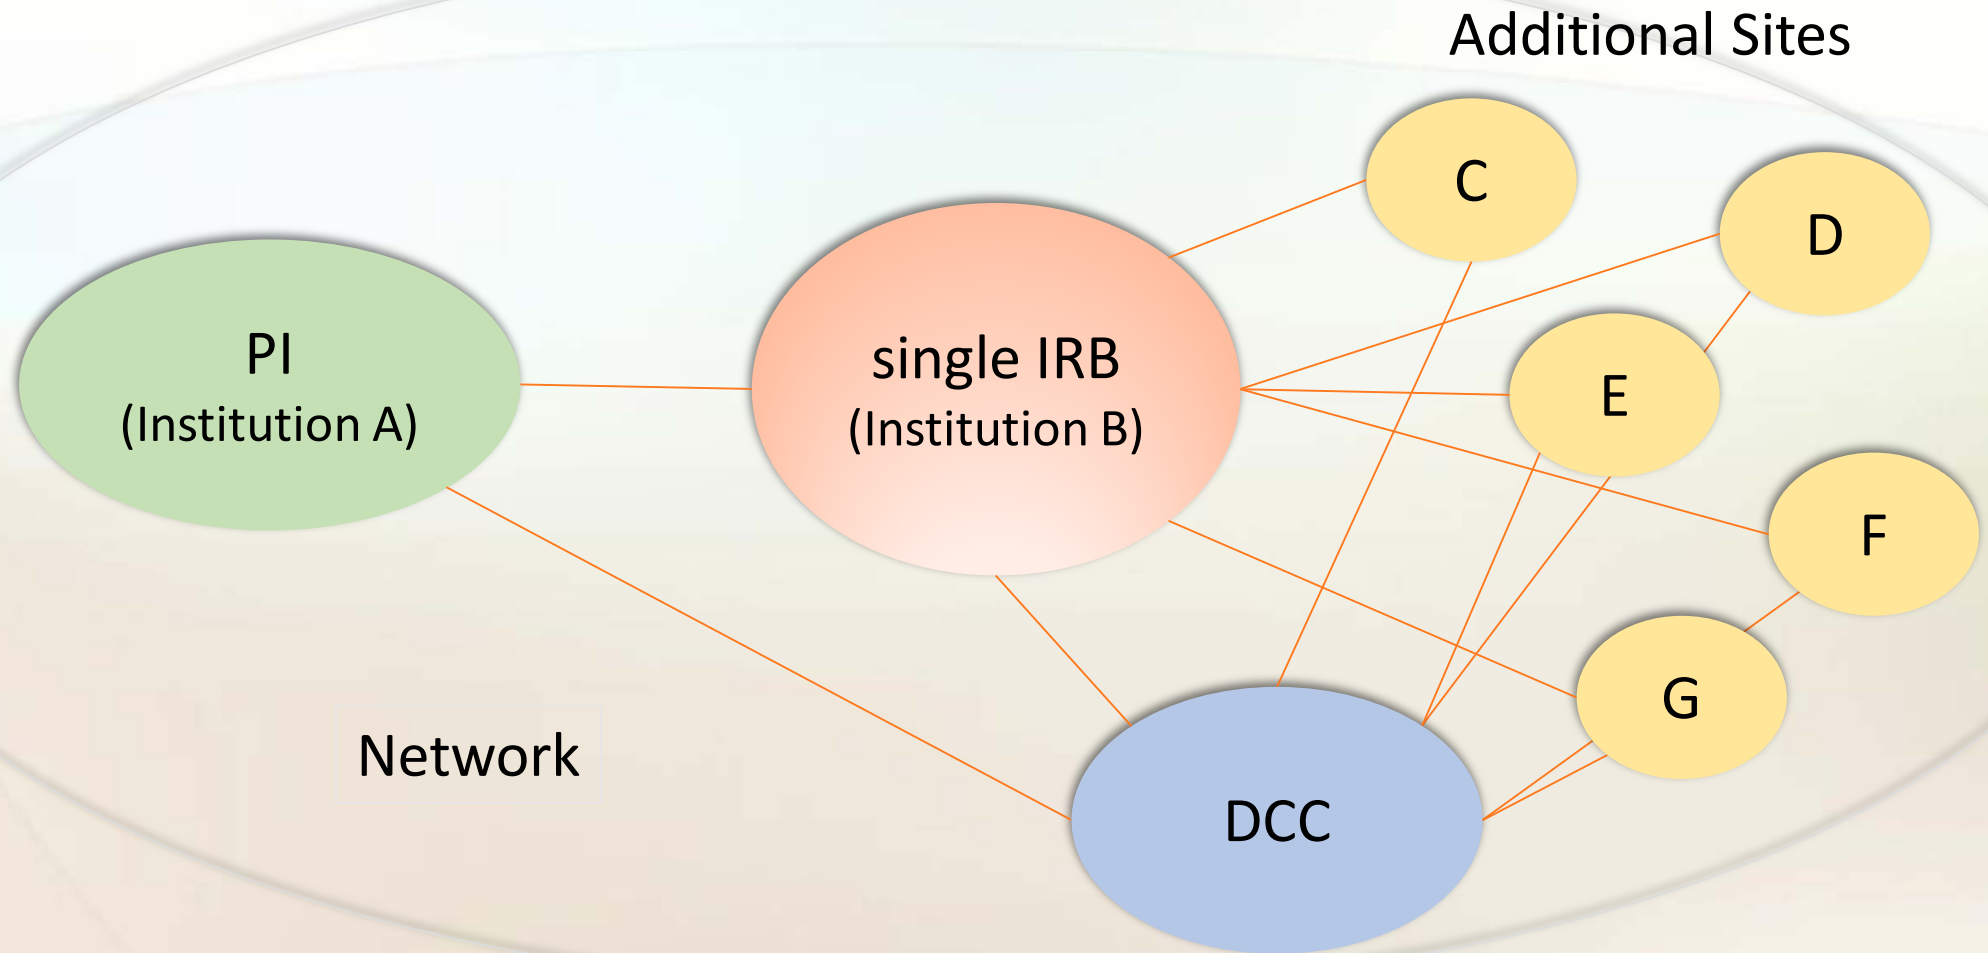 Additional Sites
C
D
PI
(Institution A)
single IRB
(Institution B)
E
F
G
Network
DCC